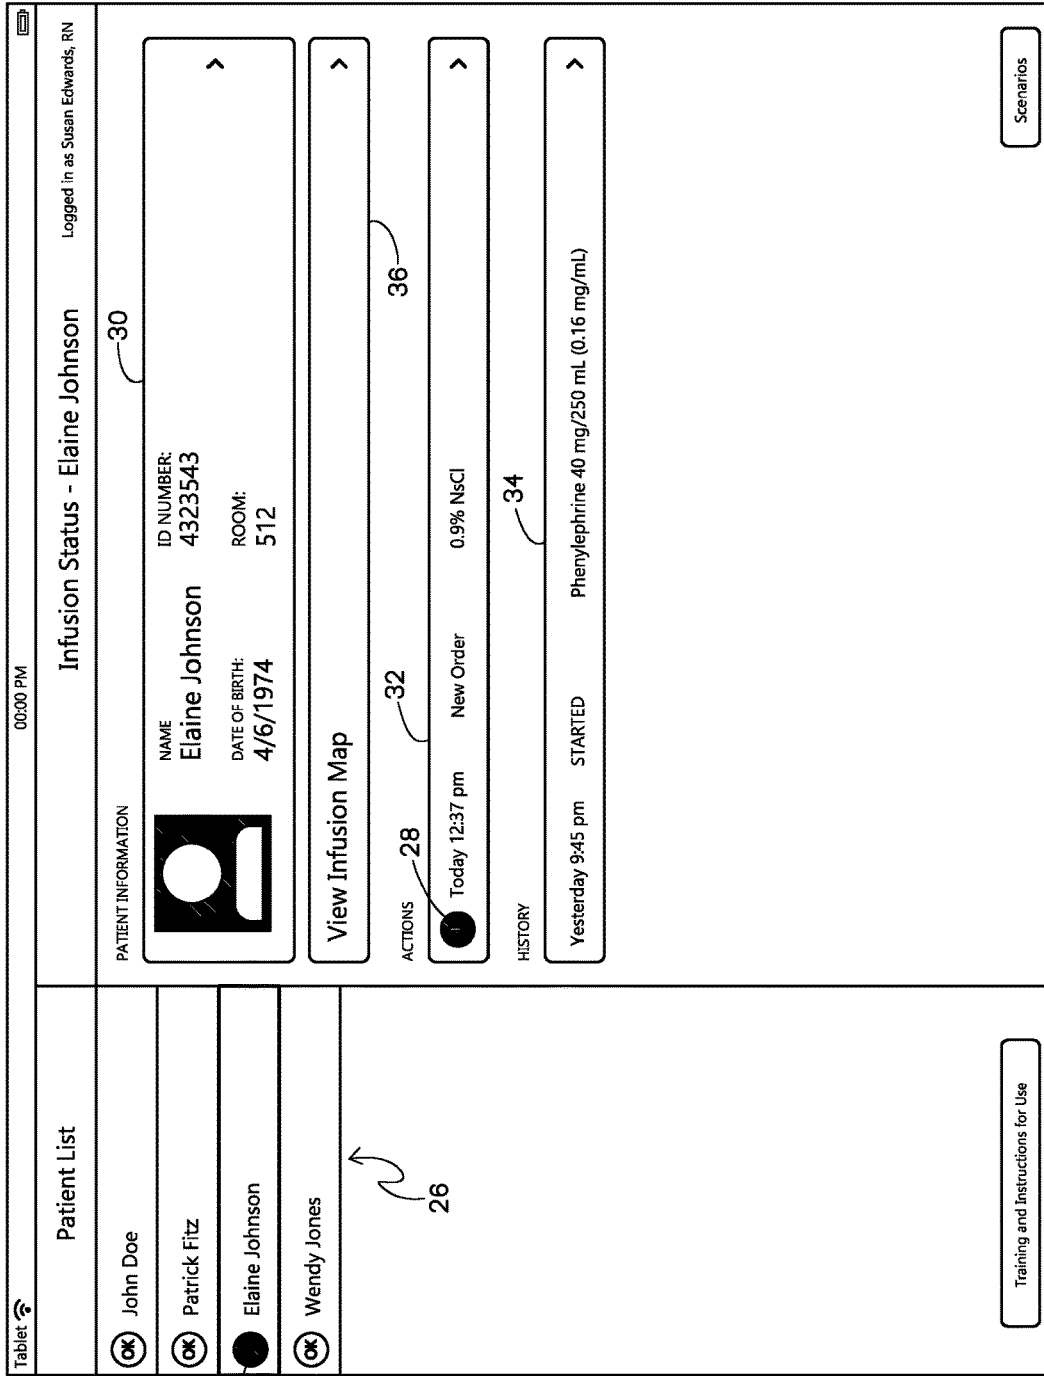 Tablet 00:00 PM
Patient List
Infusion Status - Elaine Johnson
Logged in as Susan Edwards, RN
OK John Doe
OK Patrick Fitz
Elaine Johnson
OK Wendy Jones
26
Training and Instructions for Use
PATIENT INFORMATION
30
NAME
Elaine Johnson
ID NUMBER:
4323543
DATE OF BIRTH:
4/6/1974
ROOM:
512
View Infusion Map
36
ACTIONS
28
32
Today 12:37 pm New Order 0.9% NsCl
HISTORY
34
Yesterday 9:45 pm STARTED Phenylephrine 40 mg/250 mL (0.16 mg/mL)
Scenarios